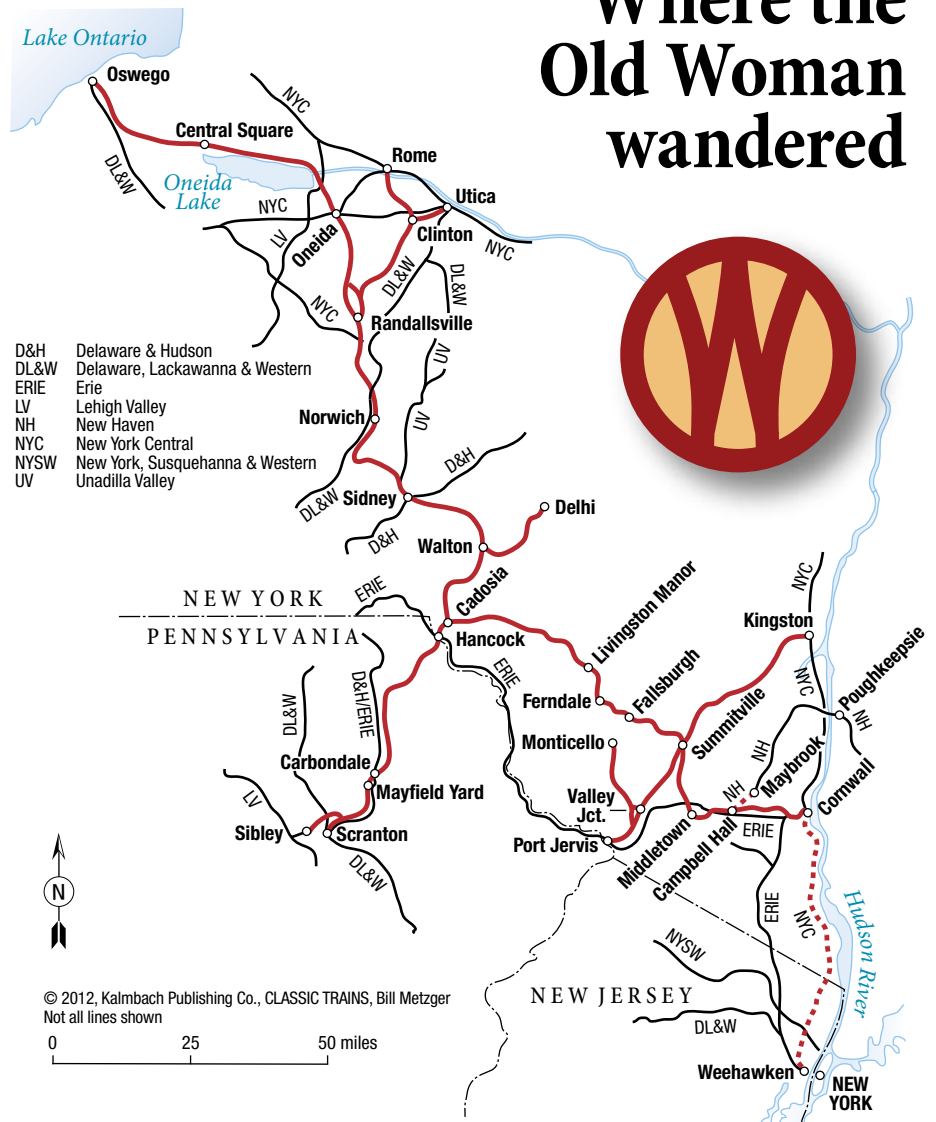 Where the
Old Woman
wandered
Lake Ontario
Oswego
NYC
Central Square
DL&W
Rome
Oneida
Lake
Utica
NYC
LV
Oneida
Clinton
NYC
DL&W
DL&W
NYC
Randallsville
D&H Delaware & Hudson
DL&W Delaware, Lackawanna & Western
ERIE Erie
LV Lehigh Valley
NH New Haven
NYC New York Central
NYSW New York, Susquehanna & Western
UV Unadilla Valley
W
UV
Norwich
UV
D&H
DL&W
Sidney
Delhi
D&H
Walton
NYC
ERIE
Cadosia
NEW YORK
PENNSYLVANIA
Hancock
Livingston Manor
Kingston
ERIE
NYC
Poughkeepsie
DL&W
D&H/ERIE
Ferndale
Fallsburgh
Summitville
NH
Monticello
NH
Maybrook
Carbondale
Mayfield Yard
LV
Valley
Jct.
NH
Cornwall
Sibley
Scranton
Port Jervis
Middletown
Campbell Hall
ERIE
DL&W
N
ERIE
NYC
Hudson River
NYSW
NEW JERSEY
© 2012, Kalmbach Publishing Co., CLASSIC TRAINS, Bill Metzger
Not all lines shown
DL&W
0 25 50 miles
Weehawken
NEW
YORK